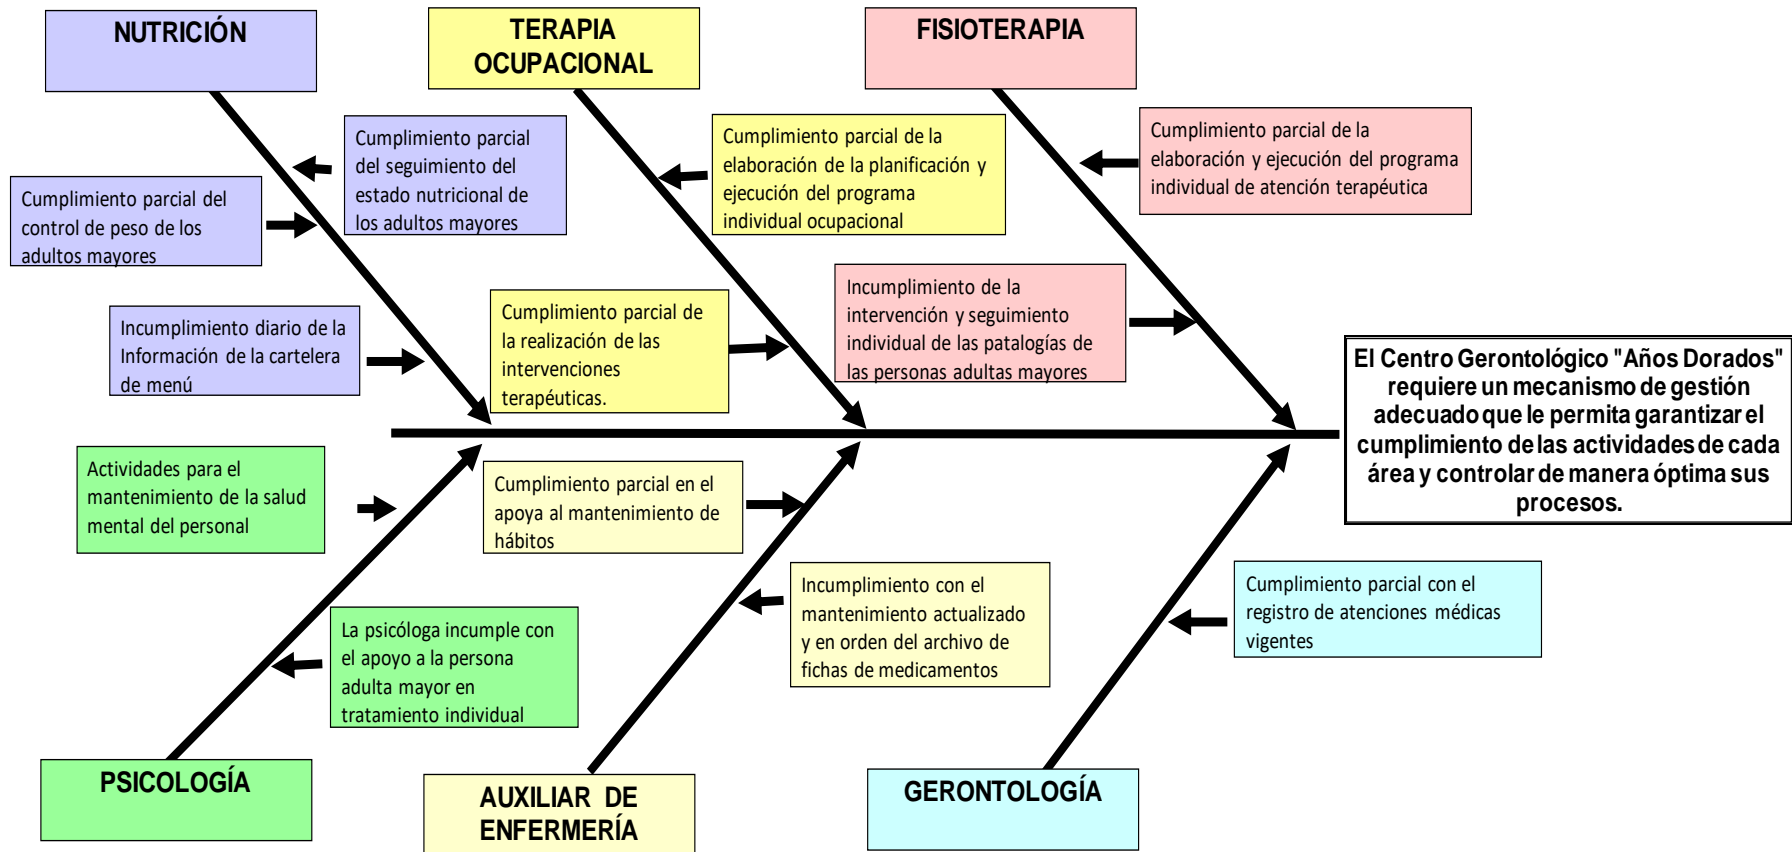 NUTRICIÓN
TERAPIA
OCUPACIONAL
FISIOTERAPIA
Cumplimiento parcial
del seguimiento del
estado nutricional de
los adultos mayores
Cumplimiento parcial del
control de peso de los
adultos mayores
Incumplimiento diario de la
Información de la cartelera
de menú
Cumplimiento parcial de la
elaboración de la planificación y
ejecución del programa
individual ocupacional
Cumplimiento parcial de
la realización de las
intervenciones
terapéuticas.
Cumplimiento parcial de la
elaboración y ejecución del programa
individual de atención terapéutica
Incumplimiento de la
intervención y seguimiento
individual de las patalogías de
las personas adultas mayores
El Centro Gerontológico "Años Dorados"
requiere un mecanismo de gestión
adecuado que le permita garantizar el
cumplimiento de las actividades de cada
área y controlar de manera óptima sus
procesos.
Actividades para el
mantenimiento de la salud
mental del personal
La psicóloga incumple con
el apoyo a la persona
adulta mayor en
tratamiento individual
Cumplimiento parcial en el
apoya al mantenimiento de
hábitos
Incumplimiento con el
mantenimiento actualizado
y en orden del archivo de
fichas de medicamentos
Cumplimiento parcial con el
registro de atenciones médicas
vigentes
PSICOLOGÍA
AUXILIAR DE
ENFERMERÍA
GERONTOLOGÍA